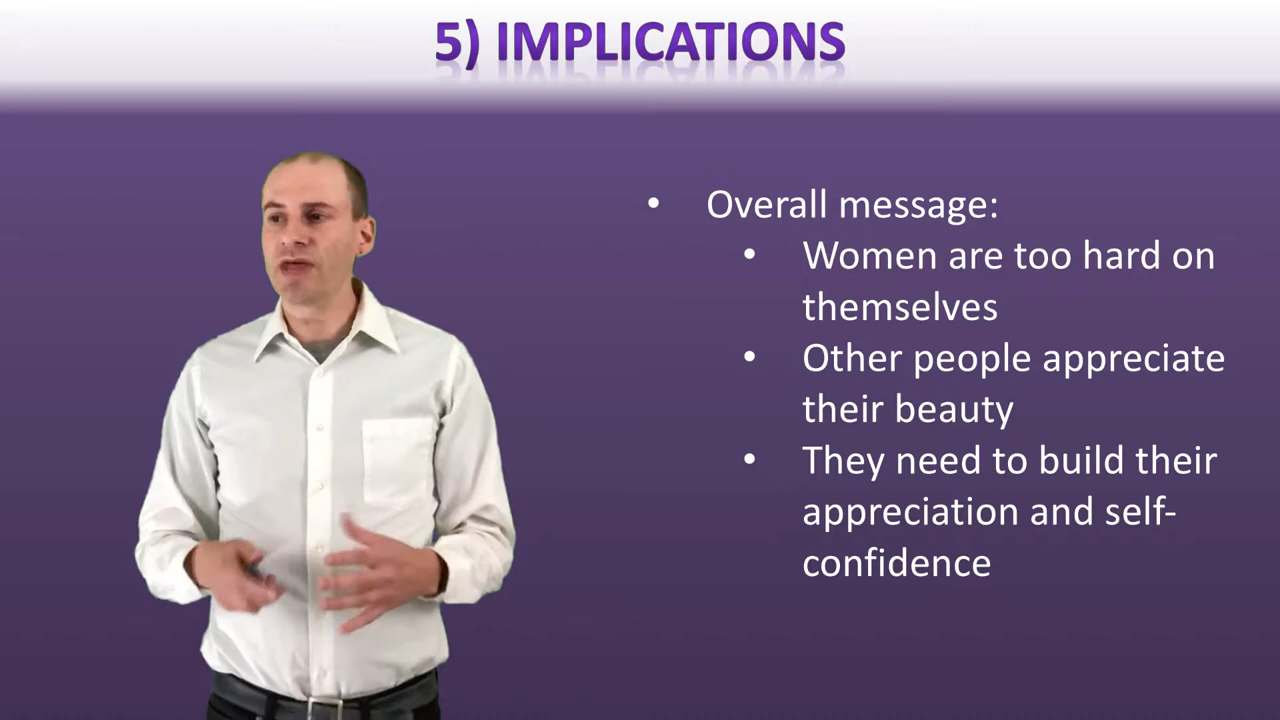 5) IMPLICATIONS
• Overall message:
• Women are too hard on
themselves
• Other people appreciate
their beauty
• They need to build their
appreciation and self-
confidence